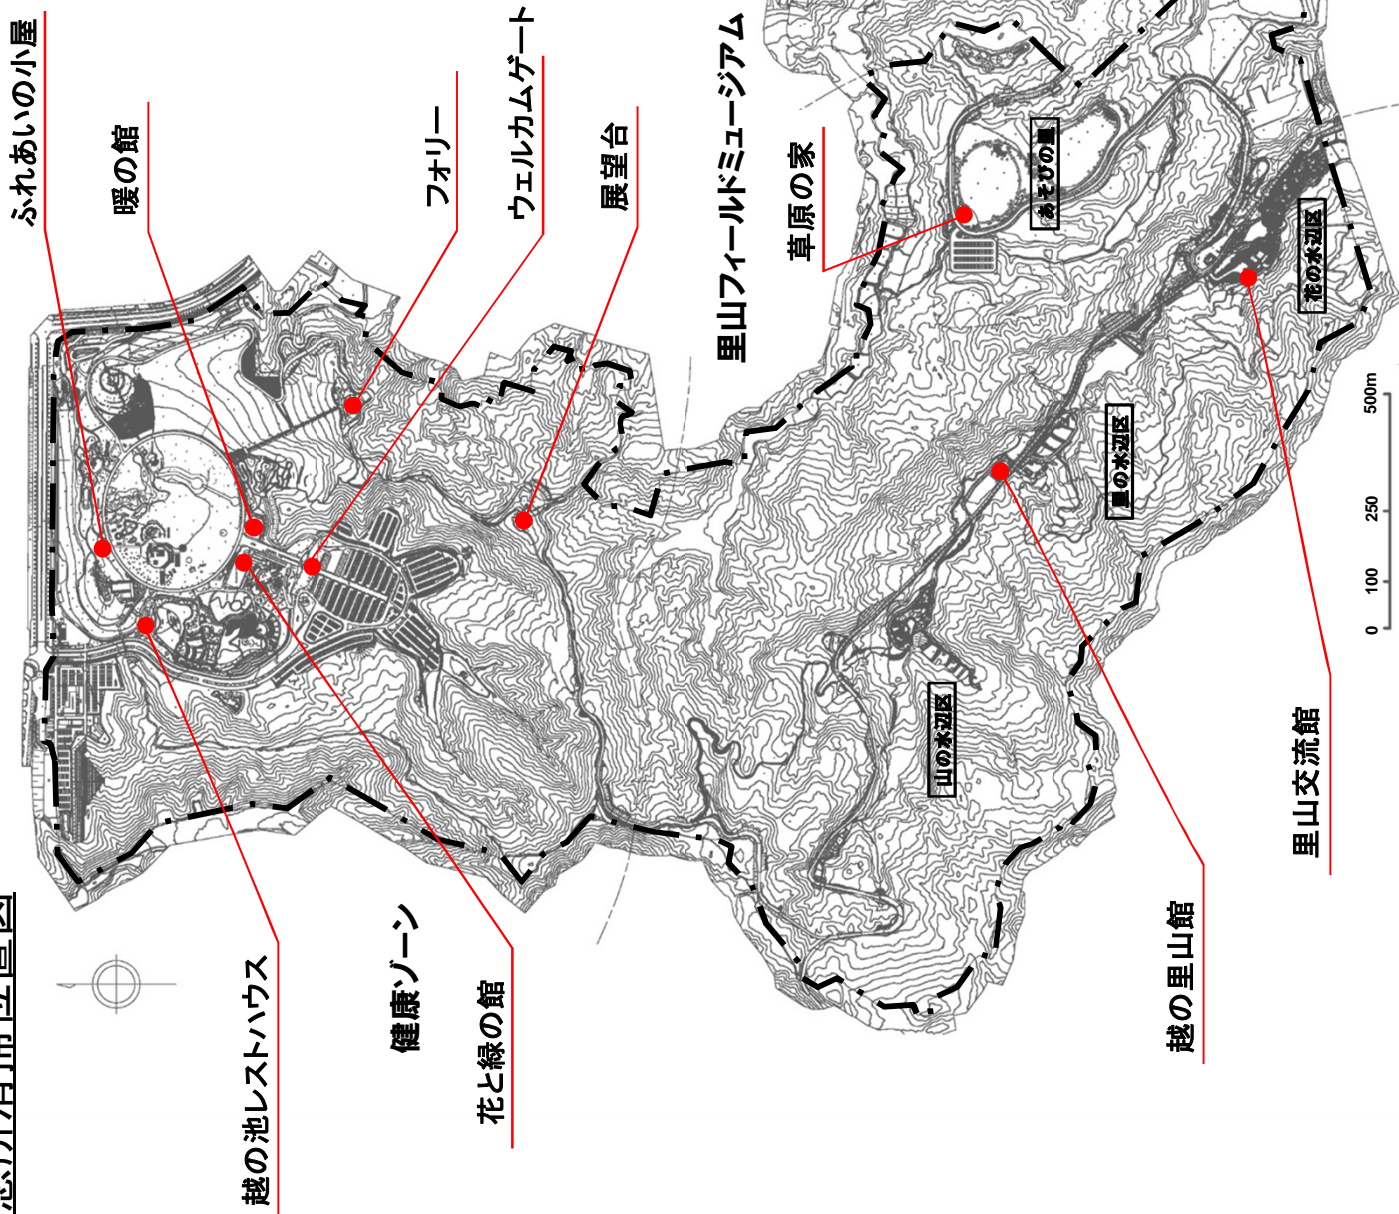 ふれあいの小屋
暖の館
越の池レストハウス
健康ゾーン
フォリー
花と緑の館
ウェルカムゲート
展望台
里山フィールドミュージアム
草原の家
山の水辺区
あそびの里
里の水辺区
越の里山館
花の水辺区
里山交流館
0 100 250 500m